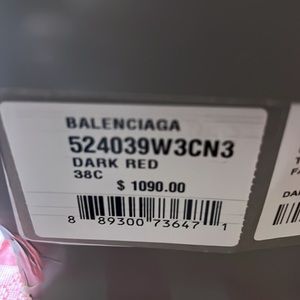 BALENCIAGA
524039W3CN3
DARK RED
38C
$ 1090.00
8 89300 73647 1